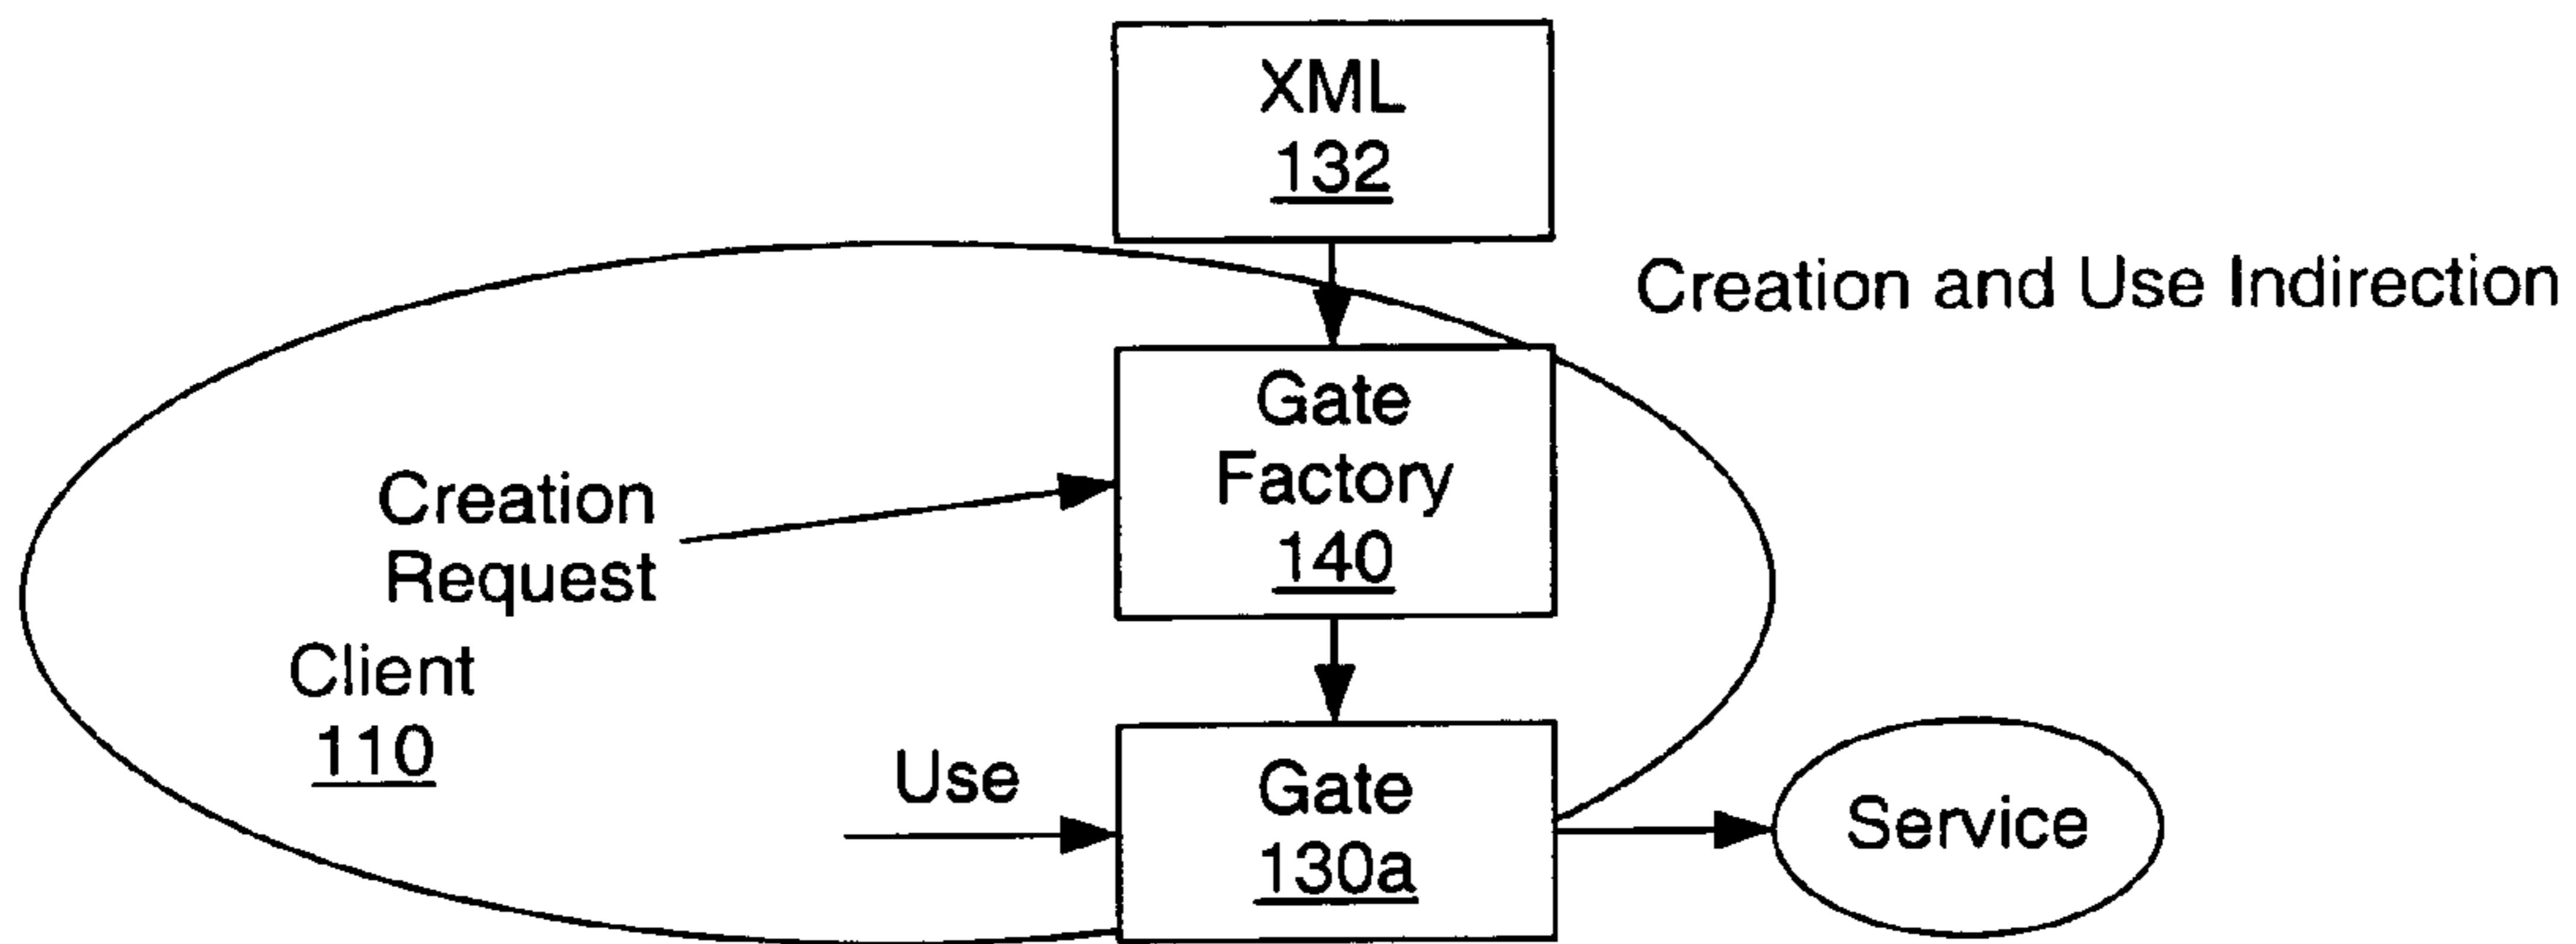 XML
132
Creation and Use Indirection
Gate
Factory
140
Creation
Request
Client
110
Use
Gate
130a
Service